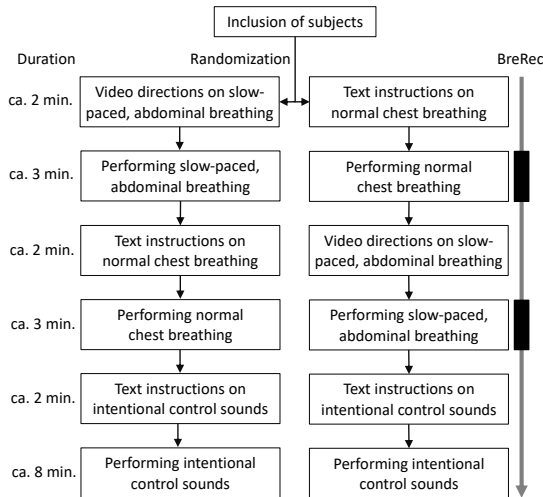 Inclusion of subjects
Duration
Randomization
BreRec
ca. 2 min.
Video directions on slow-
paced, abdominal breathing
Text instructions on
normal chest breathing
ca. 3 min.
Performing slow-paced,
abdominal breathing
Performing normal
chest breathing
ca. 2 min.
Text instructions on
normal chest breathing
Video directions on slow-
paced, abdominal breathing
ca. 3 min.
Performing normal
chest breathing
Performing slow-paced,
abdominal breathing
ca. 2 min.
Text instructions on
intentional control sounds
Text instructions on
intentional control sounds
ca. 8 min.
Performing intentional
control sounds
Performing intentional
control sounds